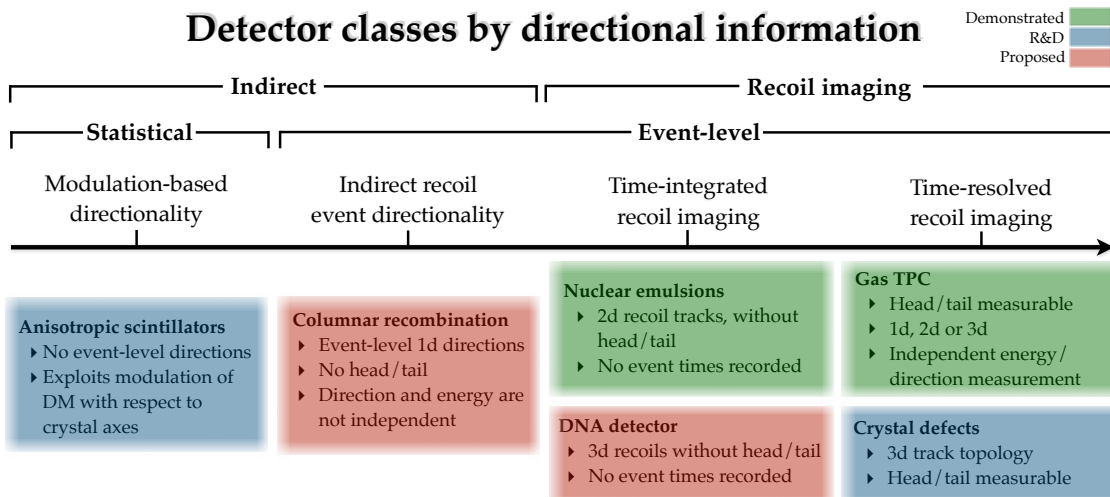 Detector classes by directional information
Demonstrated
R&D
Proposed
Indirect
Recoil imaging
Statistical
Event-level
Modulation-based
directionality
Indirect recoil
event directionality
Time-integrated
recoil imaging
Time-resolved
recoil imaging
Anisotropic scintillators
No event-level directions
Exploits modulation of
DM with respect to
crystal axes
Columnar recombination
Event-level 1d directions
No head/tail
Direction and energy are
not independent
Nuclear emulsions
2d recoil tracks, without
head/tail
No event times recorded
DNA detector
3d recoils without head/tail
No event times recorded
Gas TPC
Head/tail measurable
1d, 2d or 3d
Independent energy/
direction measurement
Crystal defects
3d track topology
Head/tail measurable